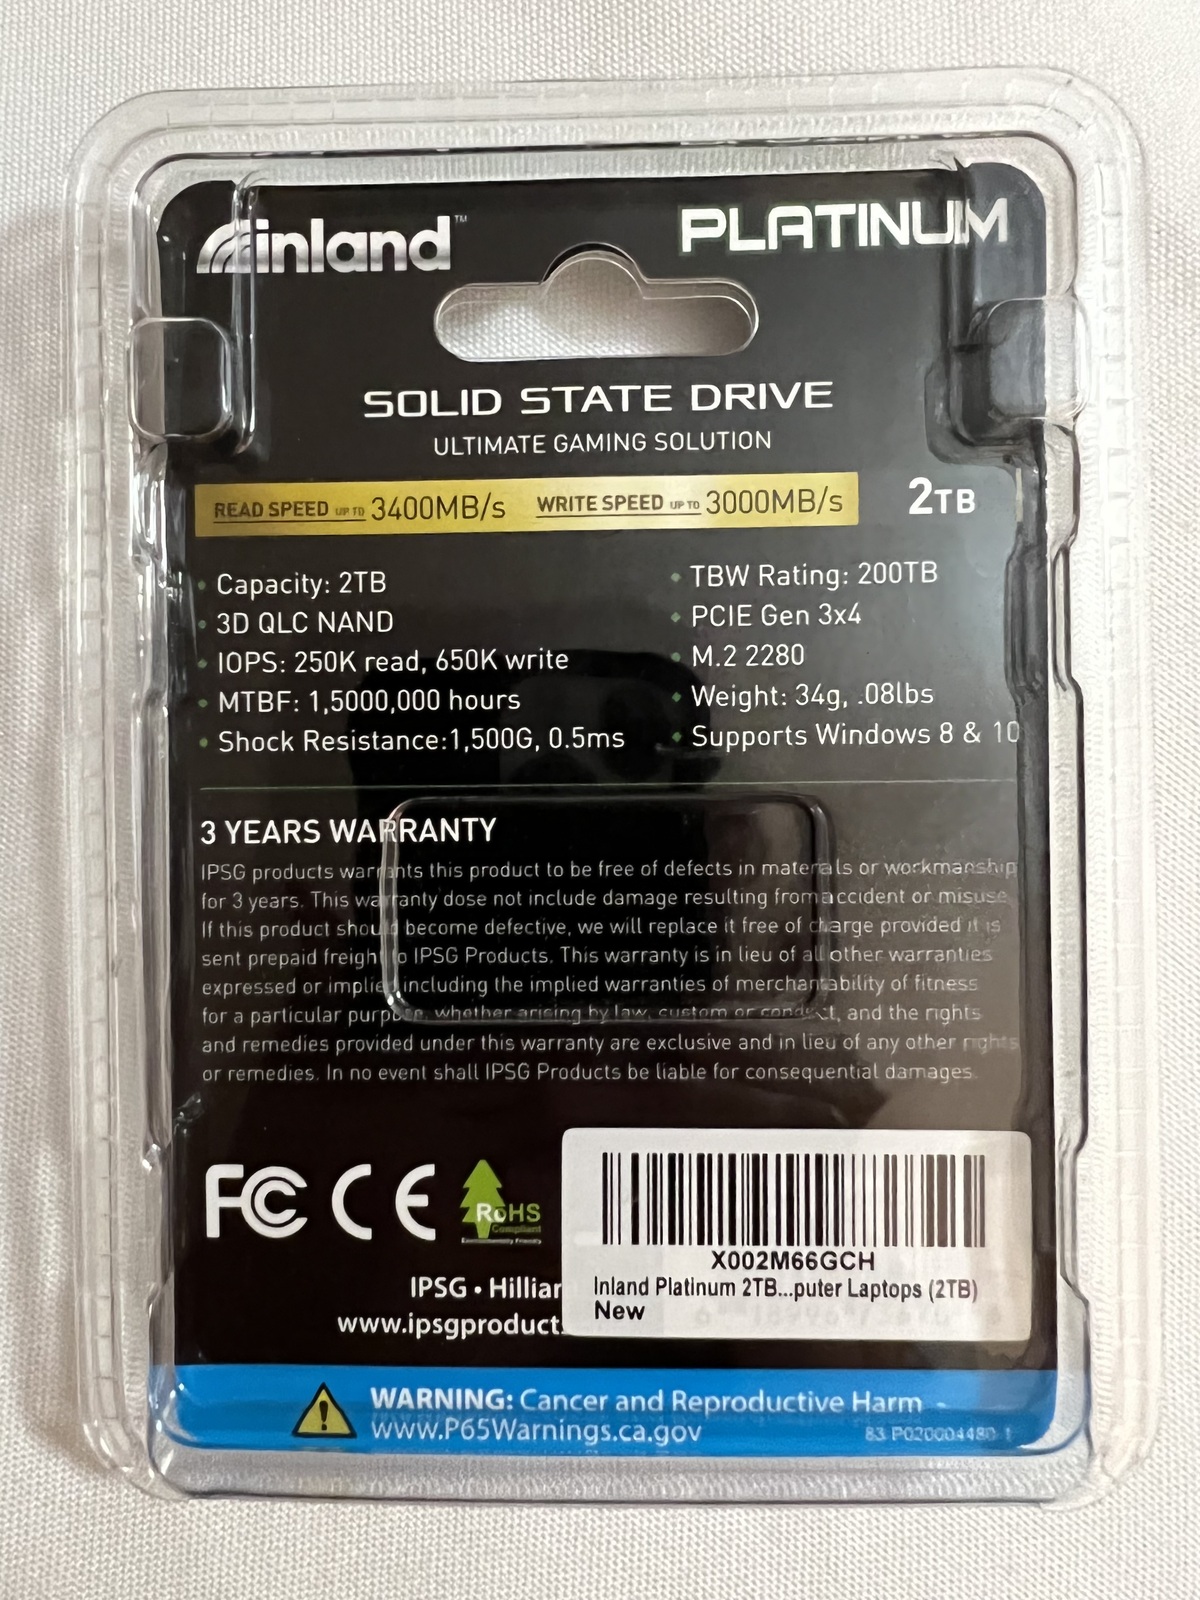 inland™
PLATINUM
SOLID STATE DRIVE
ULTIMATE GAMING SOLUTION
READ SPEED UP TO 3400MB/s WRITE SPEED UP TO 3000MB/s 2TB
• Capacity: 2TB
• 3D QLC NAND
• IOPS: 250K read, 650K write
• MTBF: 1,5000,000 hours
• Shock Resistance:1,500G, 0.5ms
• TBW Rating: 200TB
• PCIE Gen 3x4
• M.2 2280
• Weight: 34g, .08lbs
• Supports Windows 8 & 10
3 YEARS WARRANTY
IPSG products warrants this product to be free of defects in materials or workmanship
for 3 years. This warranty dose not include damage resulting from accident or misuse
If this product should become defective, we will replace it free of charge provided it is
sent prepaid freight to IPSG Products. This warranty is in lieu of all other warranties
expressed or implied including the implied warranties of merchantability of fitness
for a particular purpose, whether arising by law, custom or conduct, and the rights
and remedies provided under this warranty are exclusive and in lieu of any other rights
or remedies. In no event shall IPSG Products be liable for consequential damages.
FC CE RoHS
Compliant
Environmentally Friendly
X002M66GCH
Inland Platinum 2TB...puter Laptops (2TB)
New
IPSG • Hilliar
www.ipsgproduct
WARNING: Cancer and Reproductive Harm
www.P65Warnings.ca.gov
83 P020004480 1